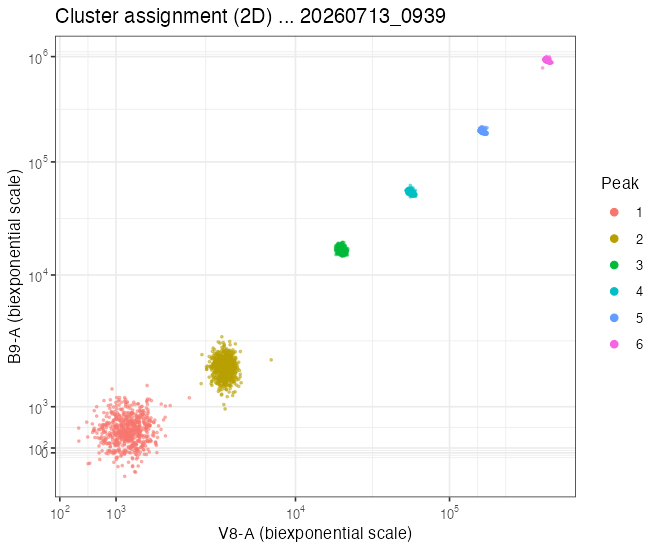 Cluster assignment (2D) ... 20260713_0939
10⁶
10⁵
10⁴
10³
10²
0
B9-A (biexponential scale)
10² 10³ 10⁴ 10⁵
V8-A (biexponential scale)
Peak
1
2
3
4
5
6